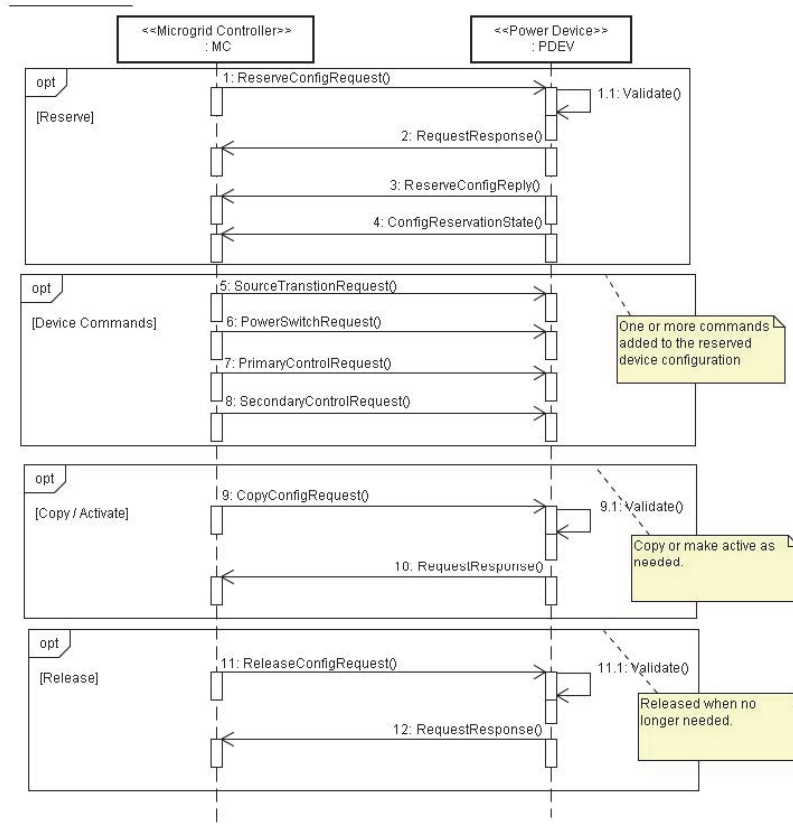 <<Microgrid Controller>>
: MC
<<Power Device>>
: PDEV
opt
[Reserve]
1: ReserveConfigRequest()
1.1: Validate()
2: RequestResponse()
3: ReserveConfigReply()
4: ConfigReservationState()
opt
[Device Commands]
5: SourceTranstionRequest()
6: PowerSwitchRequest()
7: PrimaryControlRequest()
8: SecondaryControlRequest()
One or more commands
added to the reserved
device configuration
opt
[Copy / Activate]
9: CopyConfigRequest()
9.1: Validate()
10: RequestResponse()
Copy or make active as
needed.
opt
[Release]
11: ReleaseConfigRequest()
11.1: Validate()
12: RequestResponse()
Released when no
longer needed.